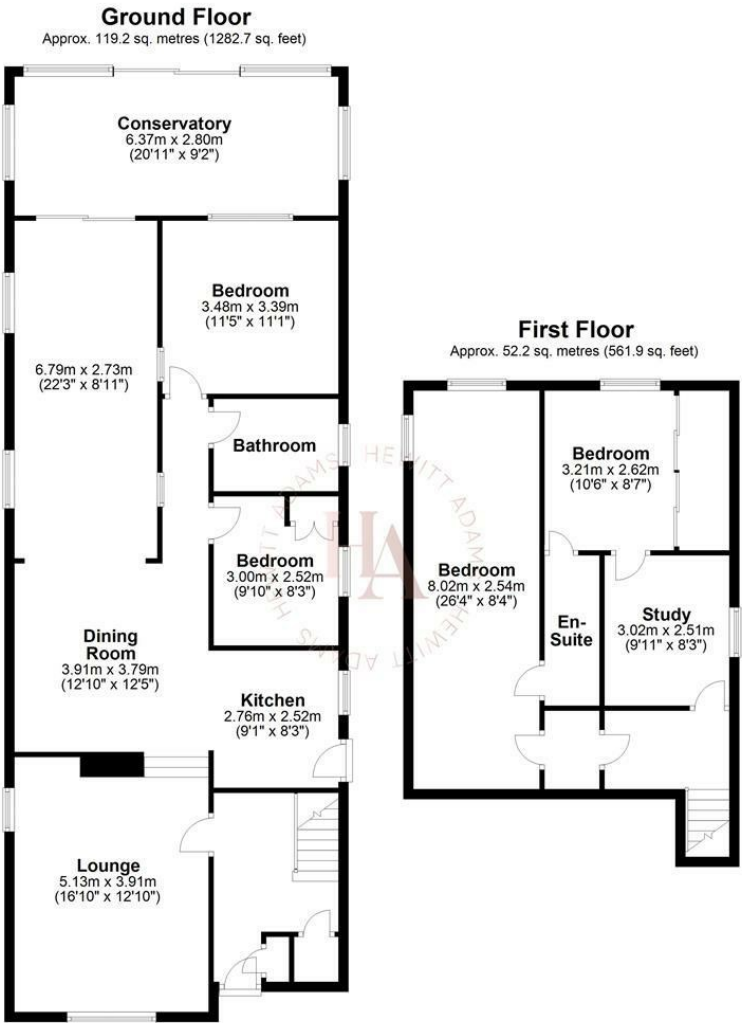 Ground Floor
Approx. 119.2 sq. metres (1282.7 sq. feet)
Conservatory
6.37m x 2.80m
(20'11" x 9'2")
Bedroom
3.48m x 3.39m
(11'5" x 11'1")
6.79m x 2.73m
(22'3" x 8'11")
Bathroom
Bedroom
3.00m x 2.52m
(9'10" x 8'3")
Dining
Room
3.91m x 3.79m
(12'10" x 12'5")
Kitchen
2.76m x 2.52m
(9'1" x 8'3")
Lounge
5.13m x 3.91m
(16'10" x 12'10")
First Floor
Approx. 52.2 sq. metres (561.9 sq. feet)
Bedroom
3.21m x 2.62m
(10'6" x 8'7")
Bedroom
8.02m x 2.54m
(26'4" x 8'4")
En-
Suite
Study
3.02m x 2.51m
(9'11" x 8'3")
HEWITT ADAMS HEWITT ADAMS
HA